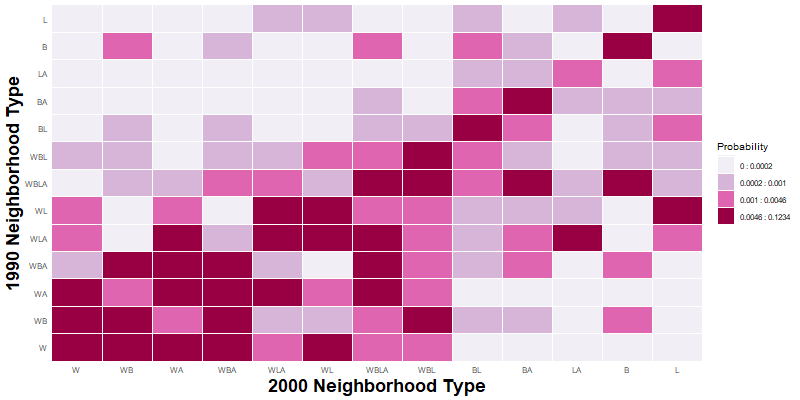 1990 Neighborhood Type
L
B
LA
BA
BL
WBL
WBLA
WL
WLA
WBA
WA
WB
W
W WB WA WBA WLA WL WBLA WBL BL BA LA B L
2000 Neighborhood Type
Probability
0 : 0.0002
0.0002 : 0.001
0.001 : 0.0046
0.0046 : 0.1234